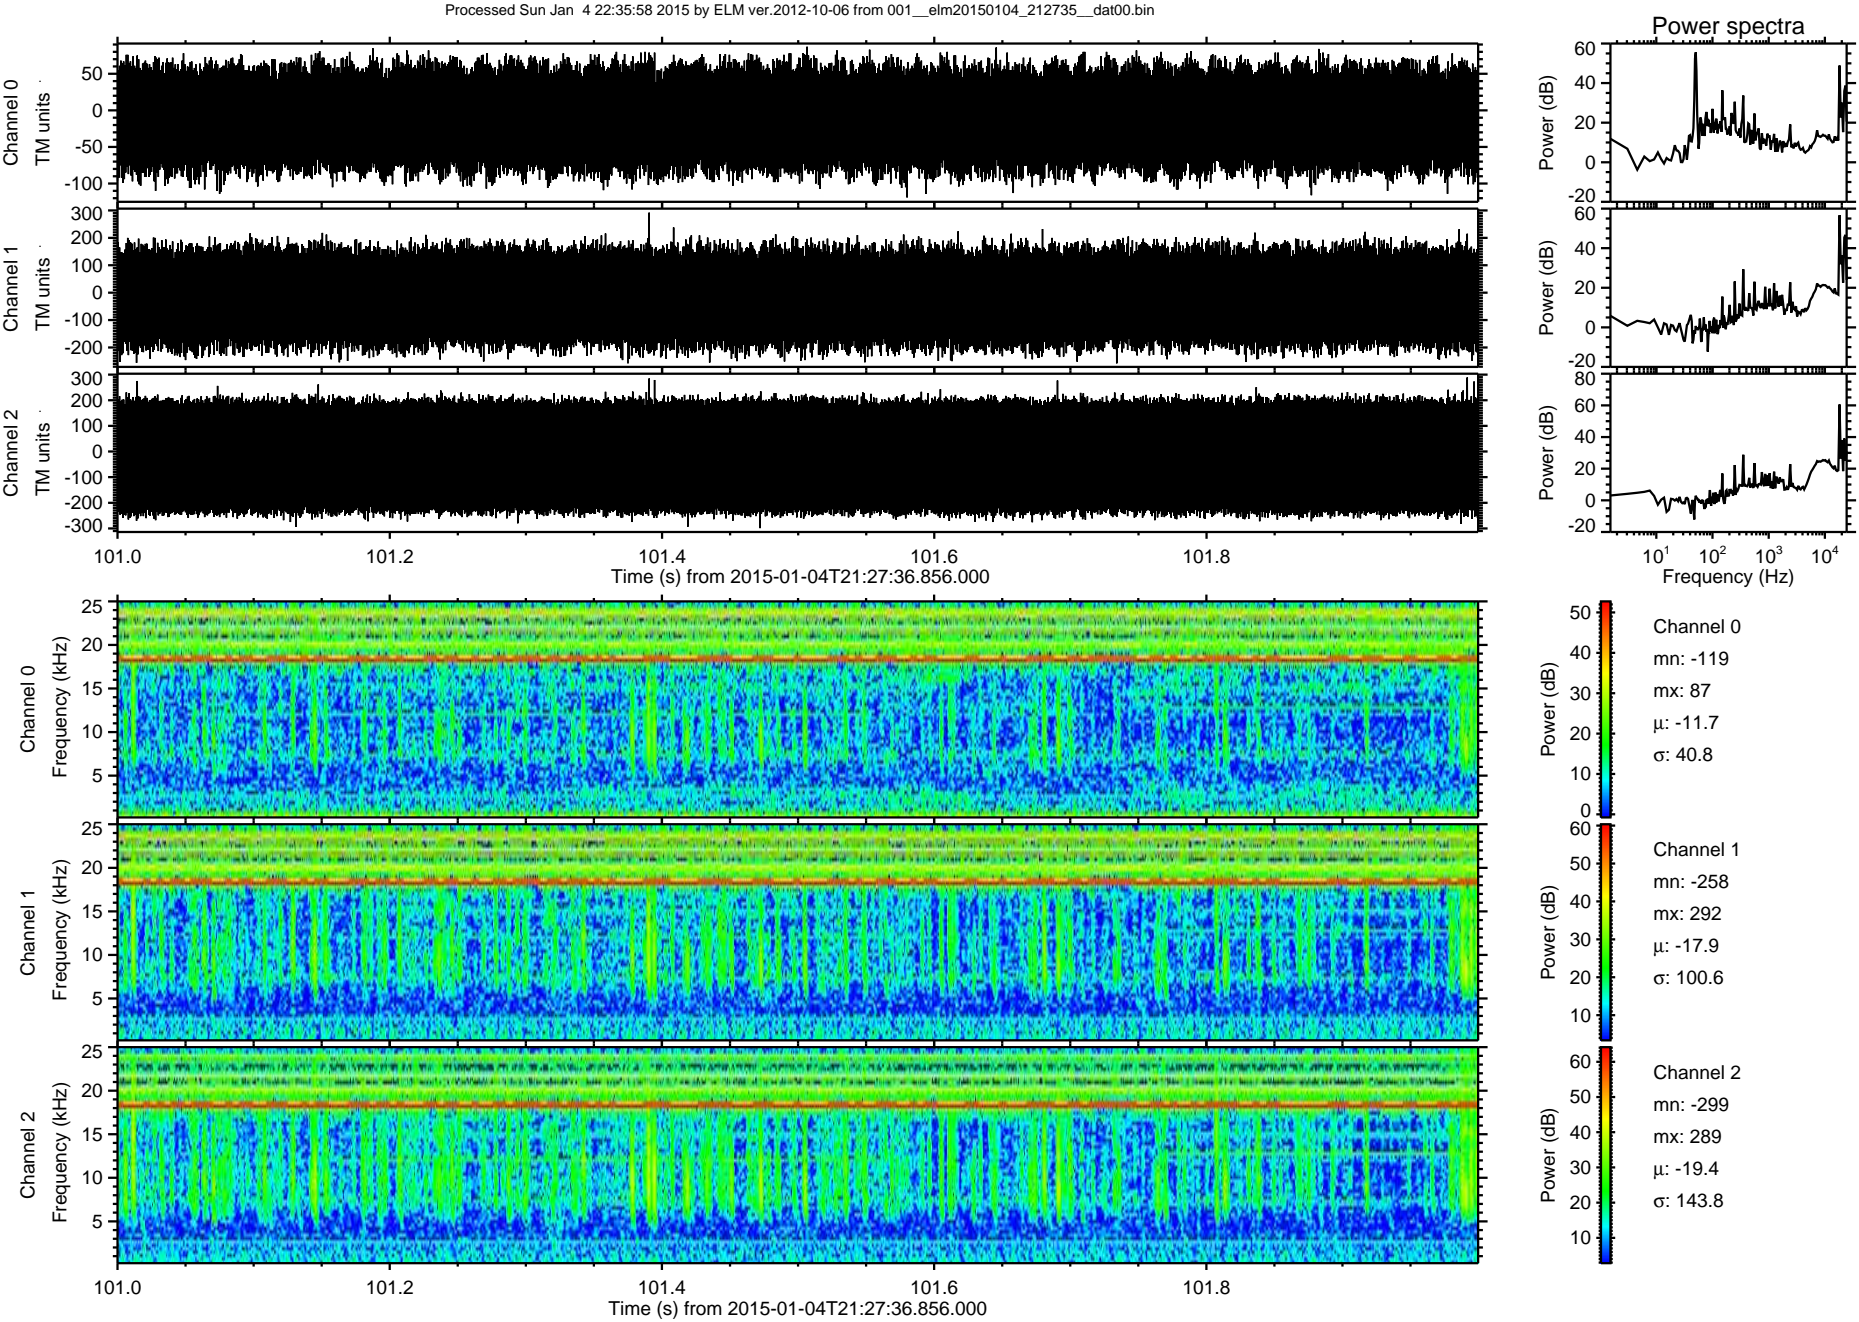 Processed Sun Jan  4 22:35:58 2015 by ELM ver.2012-10-06 from 001__elm20150104_212735__dat00.bin
Power spectra
Channel 0
TM units
50
0
-50
-100
Power (dB)
60
40
20
0
-20
Channel 1
TM units
300
200
100
0
-100
-200
Power (dB)
60
40
20
0
-20
Channel 2
TM units
300
200
100
0
-100
-200
-300
Power (dB)
80
60
40
20
0
-20
101.0 101.2 101.4 101.6 101.8
Time (s) from 2015-01-04T21:27:36.856.000
10¹ 10² 10³ 10⁴
Frequency (Hz)
Channel 0
Frequency (kHz)
25
20
15
10
5
Power (dB)
50
40
30
20
10
0
Channel 0
mn: -119
mx: 87
μ: -11.7
σ: 40.8
Channel 1
Frequency (kHz)
25
20
15
10
5
Power (dB)
60
50
40
30
20
10
Channel 1
mn: -258
mx: 292
μ: -17.9
σ: 100.6
Channel 2
Frequency (kHz)
25
20
15
10
5
Power (dB)
60
50
40
30
20
10
Channel 2
mn: -299
mx: 289
μ: -19.4
σ: 143.8
101.0 101.2 101.4 101.6 101.8
Time (s) from 2015-01-04T21:27:36.856.000